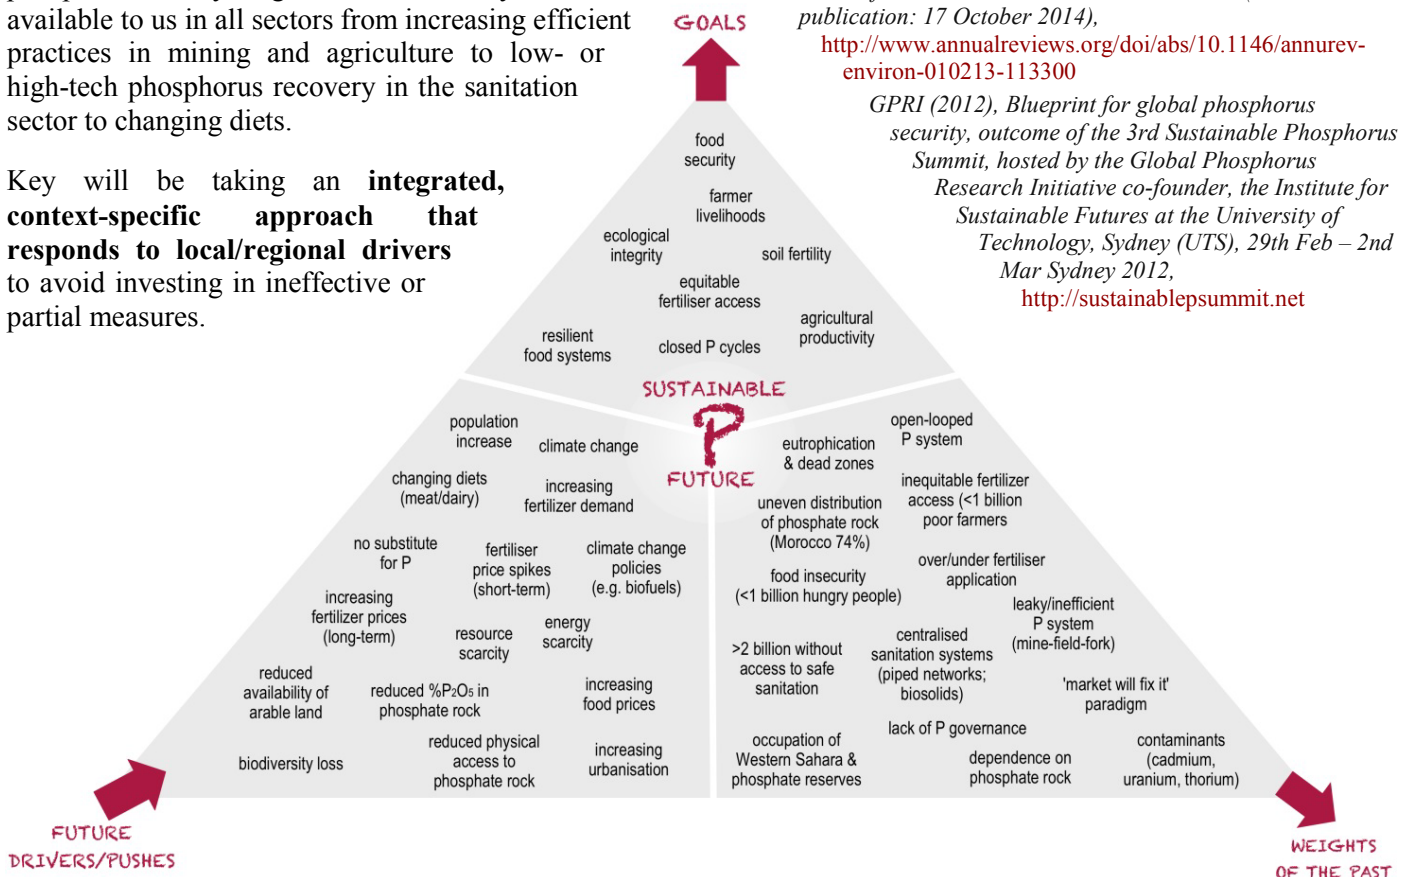 available to us in all sectors from increasing efficient
practices in mining and agriculture to low- or
high-tech phosphorus recovery in the sanitation
sector to changing diets.
Key will be taking an integrated,
context-specific approach that
responds to local/regional drivers
to avoid investing in ineffective or
partial measures.
publication: 17 October 2014),
http://www.annualreviews.org/doi/abs/10.1146/annurev-
environ-010213-113300
GPRI (2012), Blueprint for global phosphorus
security, outcome of the 3rd Sustainable Phosphorus
Summit, hosted by the Global Phosphorus
Research Initiative co-founder, the Institute for
Sustainable Futures at the University of
Technology, Sydney (UTS), 29th Feb – 2nd
Mar Sydney 2012,
http://sustainablepsummit.net
GOALS
food
security
farmer
livelihoods
ecological
integrity
soil fertility
equitable
fertiliser access
agricultural
productivity
resilient
food systems
closed P cycles
SUSTAINABLE
P
FUTURE
population
increase
climate change
changing diets
(meat/dairy)
increasing
fertilizer demand
no substitute
for P
fertiliser
price spikes
(short-term)
climate change
policies
(e.g. biofuels)
increasing
fertilizer prices
(long-term)
resource
scarcity
energy
scarcity
reduced
availability of
arable land
reduced %P2O5 in
phosphate rock
increasing
food prices
biodiversity loss
reduced physical
access to
phosphate rock
increasing
urbanisation
FUTURE
DRIVERS/PUSHES
open-looped
P system
eutrophication
& dead zones
inequitable fertilizer
access (<1 billion
poor farmers
uneven distribution
of phosphate rock
(Morocco 74%)
over/under fertiliser
application
food insecurity
(<1 billion hungry people)
leaky/inefficient
P system
(mine-field-fork)
>2 billion without
access to safe
sanitation
centralised
sanitation systems
(piped networks;
biosolids)
'market will fix it'
paradigm
lack of P governance
occupation of
Western Sahara &
phosphate reserves
dependence on
phosphate rock
contaminants
(cadmium,
uranium, thorium)
WEIGHTS
OF THE PAST